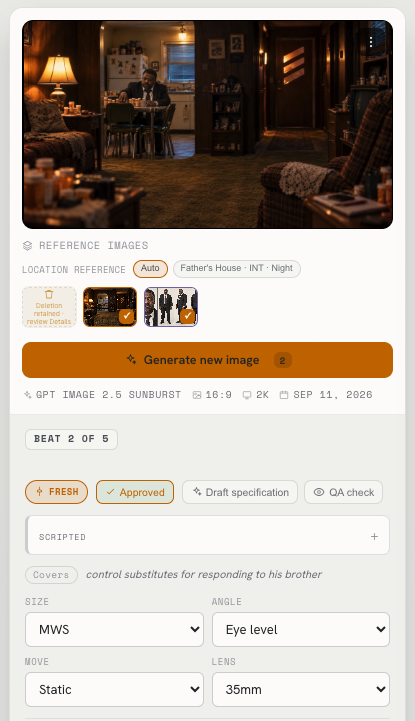 REFERENCE IMAGES
LOCATION REFERENCE Auto Father's House · INT · Night
Deletion
retained ·
review Details
Generate new image 2
GPT IMAGE 2.5 SUNBURST 16:9 2K SEP 11, 2026
BEAT 2 OF 5
FRESH Approved Draft specification QA check
SCRIPTED +
Covers control substitutes for responding to his brother
SIZE ANGLE
MWS Eye level
MOVE LENS
Static 35mm